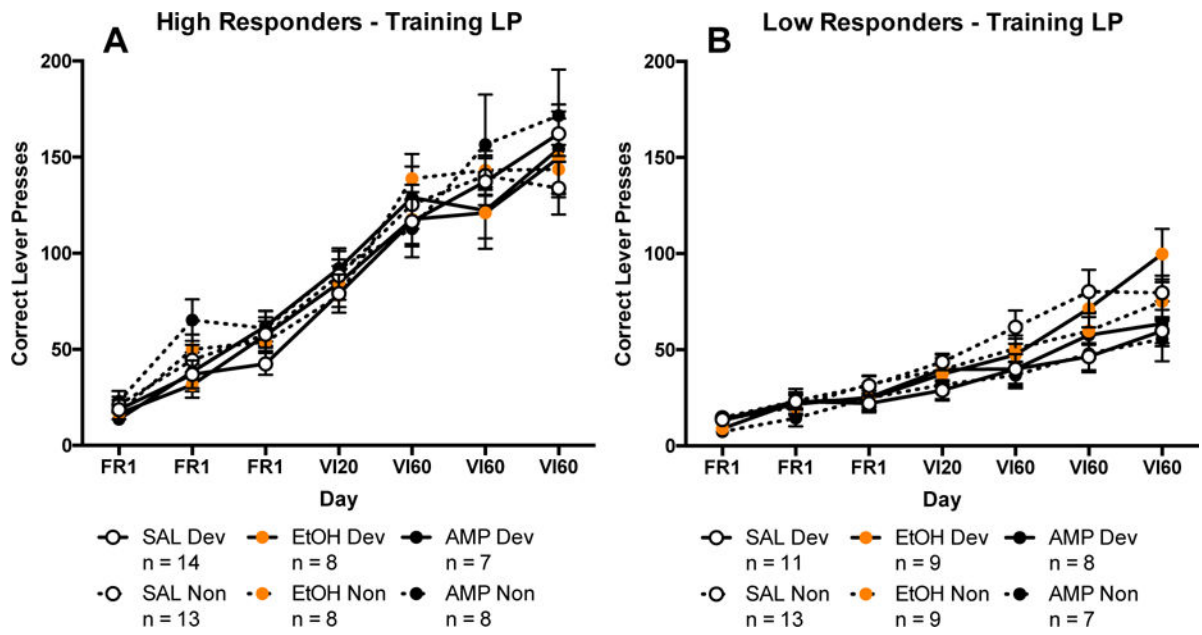 A High Responders - Training LP
200
150
100
50
0
Correct Lever Presses
FR1 FR1 FR1 VI20 VI60 VI60 VI60
Day
SAL Dev EtOH Dev AMP Dev
n = 14 n = 8 n = 7
SAL Non EtOH Non AMP Non
n = 13 n = 8 n = 8
B Low Responders - Training LP
200
150
100
50
0
Correct Lever Presses
FR1 FR1 FR1 VI20 VI60 VI60 VI60
Day
SAL Dev EtOH Dev AMP Dev
n = 11 n = 9 n = 8
SAL Non EtOH Non AMP Non
n = 13 n = 9 n = 7